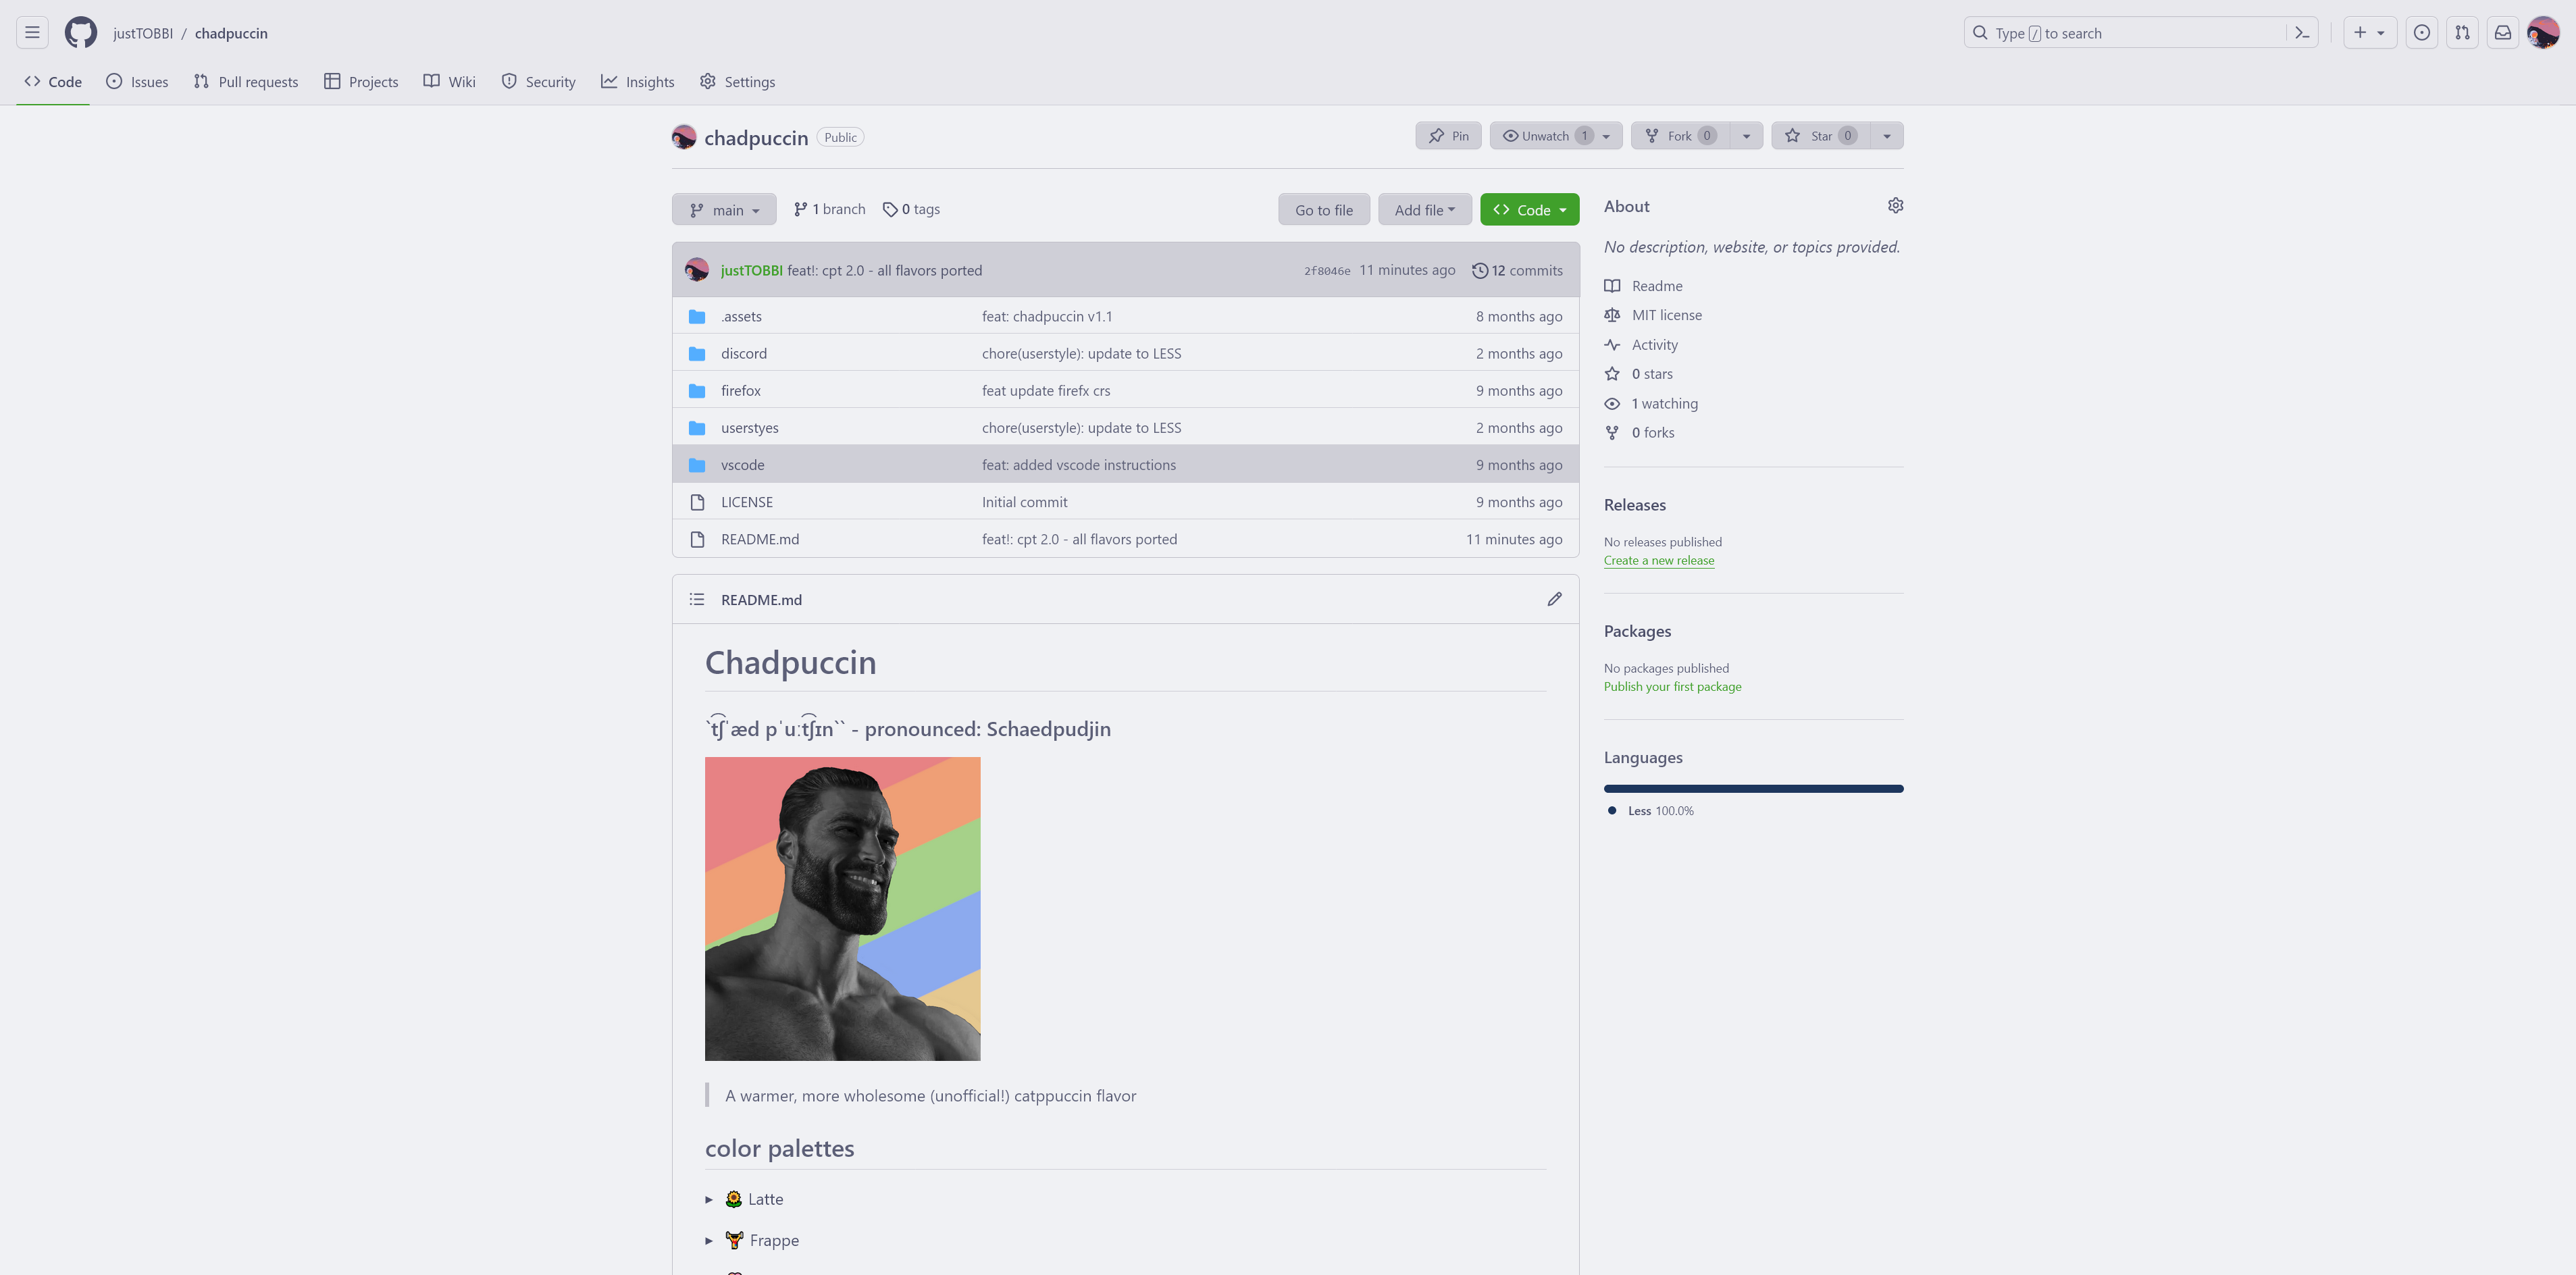 justTOBBI / chadpuccin
Type / to search
Code Issues Pull requests Projects Wiki Security Insights Settings
chadpuccin Public
Pin Unwatch 1 Fork 0 Star 0
main 1 branch 0 tags Go to file Add file Code
justTOBBI feat!: cpt 2.0 - all flavors ported 2f8046e 11 minutes ago 12 commits
.assets feat: chadpuccin v1.1 8 months ago
discord chore(userstyle): update to LESS 2 months ago
firefox feat update firefx crs 9 months ago
userstyes chore(userstyle): update to LESS 2 months ago
vscode feat: added vscode instructions 9 months ago
LICENSE Initial commit 9 months ago
README.md feat!: cpt 2.0 - all flavors ported 11 minutes ago
README.md
Chadpuccin
`t͡ʃˈæd pˈuːt͡ʃɪn`` - pronounced: Schaedpudjin
A warmer, more wholesome (unofficial!) catppuccin flavor
color palettes
🌻 Latte
Frappe
About
No description, website, or topics provided.
Readme
MIT license
Activity
0 stars
1 watching
0 forks
Releases
No releases published
Create a new release
Packages
No packages published
Publish your first package
Languages
Less 100.0%